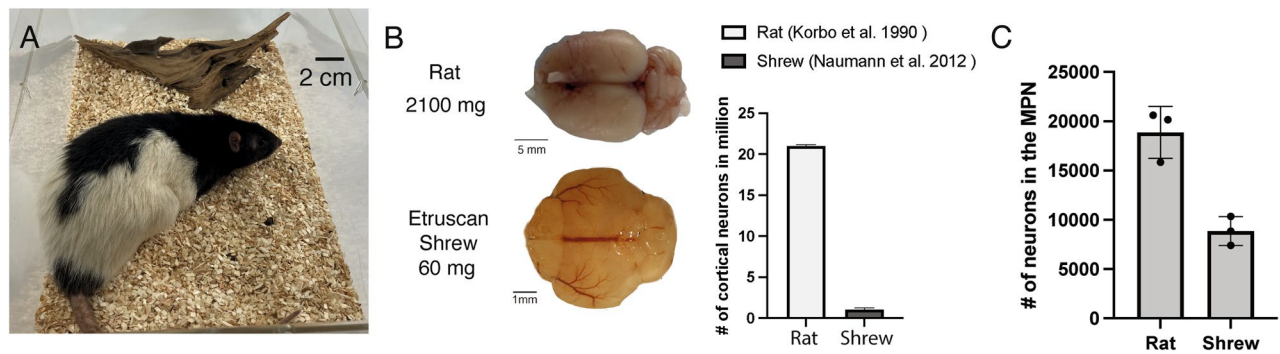 A
2 cm
B
Rat
2100 mg
5 mm
Etruscan
Shrew
60 mg
1mm
Rat (Korbo et al. 1990 )
Shrew (Naumann et al. 2012 )
# of cortical neurons in million
25
20
15
10
5
0
Rat
Shrew
C
# of neurons in the MPN
25000
20000
15000
10000
5000
0
Rat
Shrew